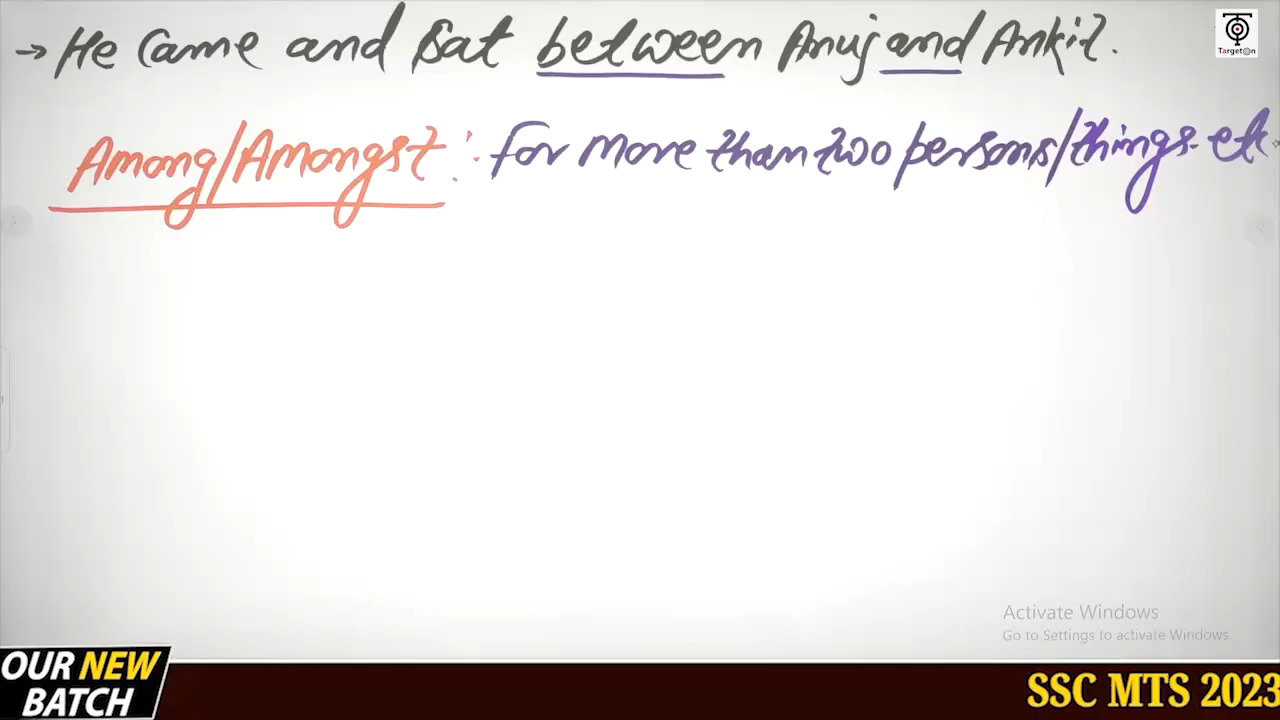 → He came and sat between Anuj and Ankit.
TargetOn
Among/Amongst : for more than two persons/things etc
Activate Windows
Go to Settings to activate Windows.
OUR NEW
BATCH
SSC MTS 2023